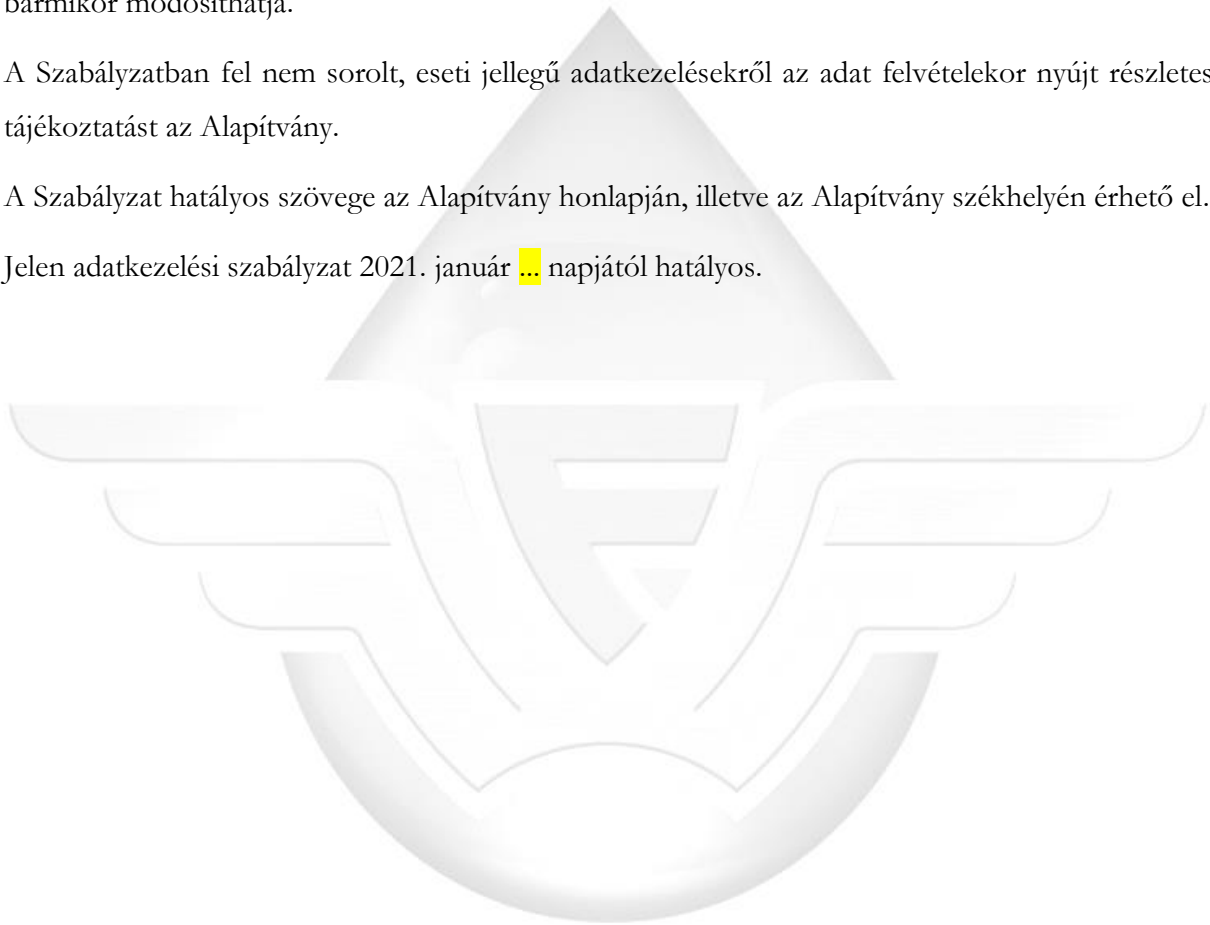 bármikor módosíthatja.
A Szabályzatban fel nem sorolt, eseti jellegű adatkezelésekről az adat felvételekor nyújt részletes
tájékoztatást az Alapítvány.
A Szabályzat hatályos szövege az Alapítvány honlapján, illetve az Alapítvány székhelyén érhető el.
Jelen adatkezelési szabályzat 2021. január ... napjától hatályos.